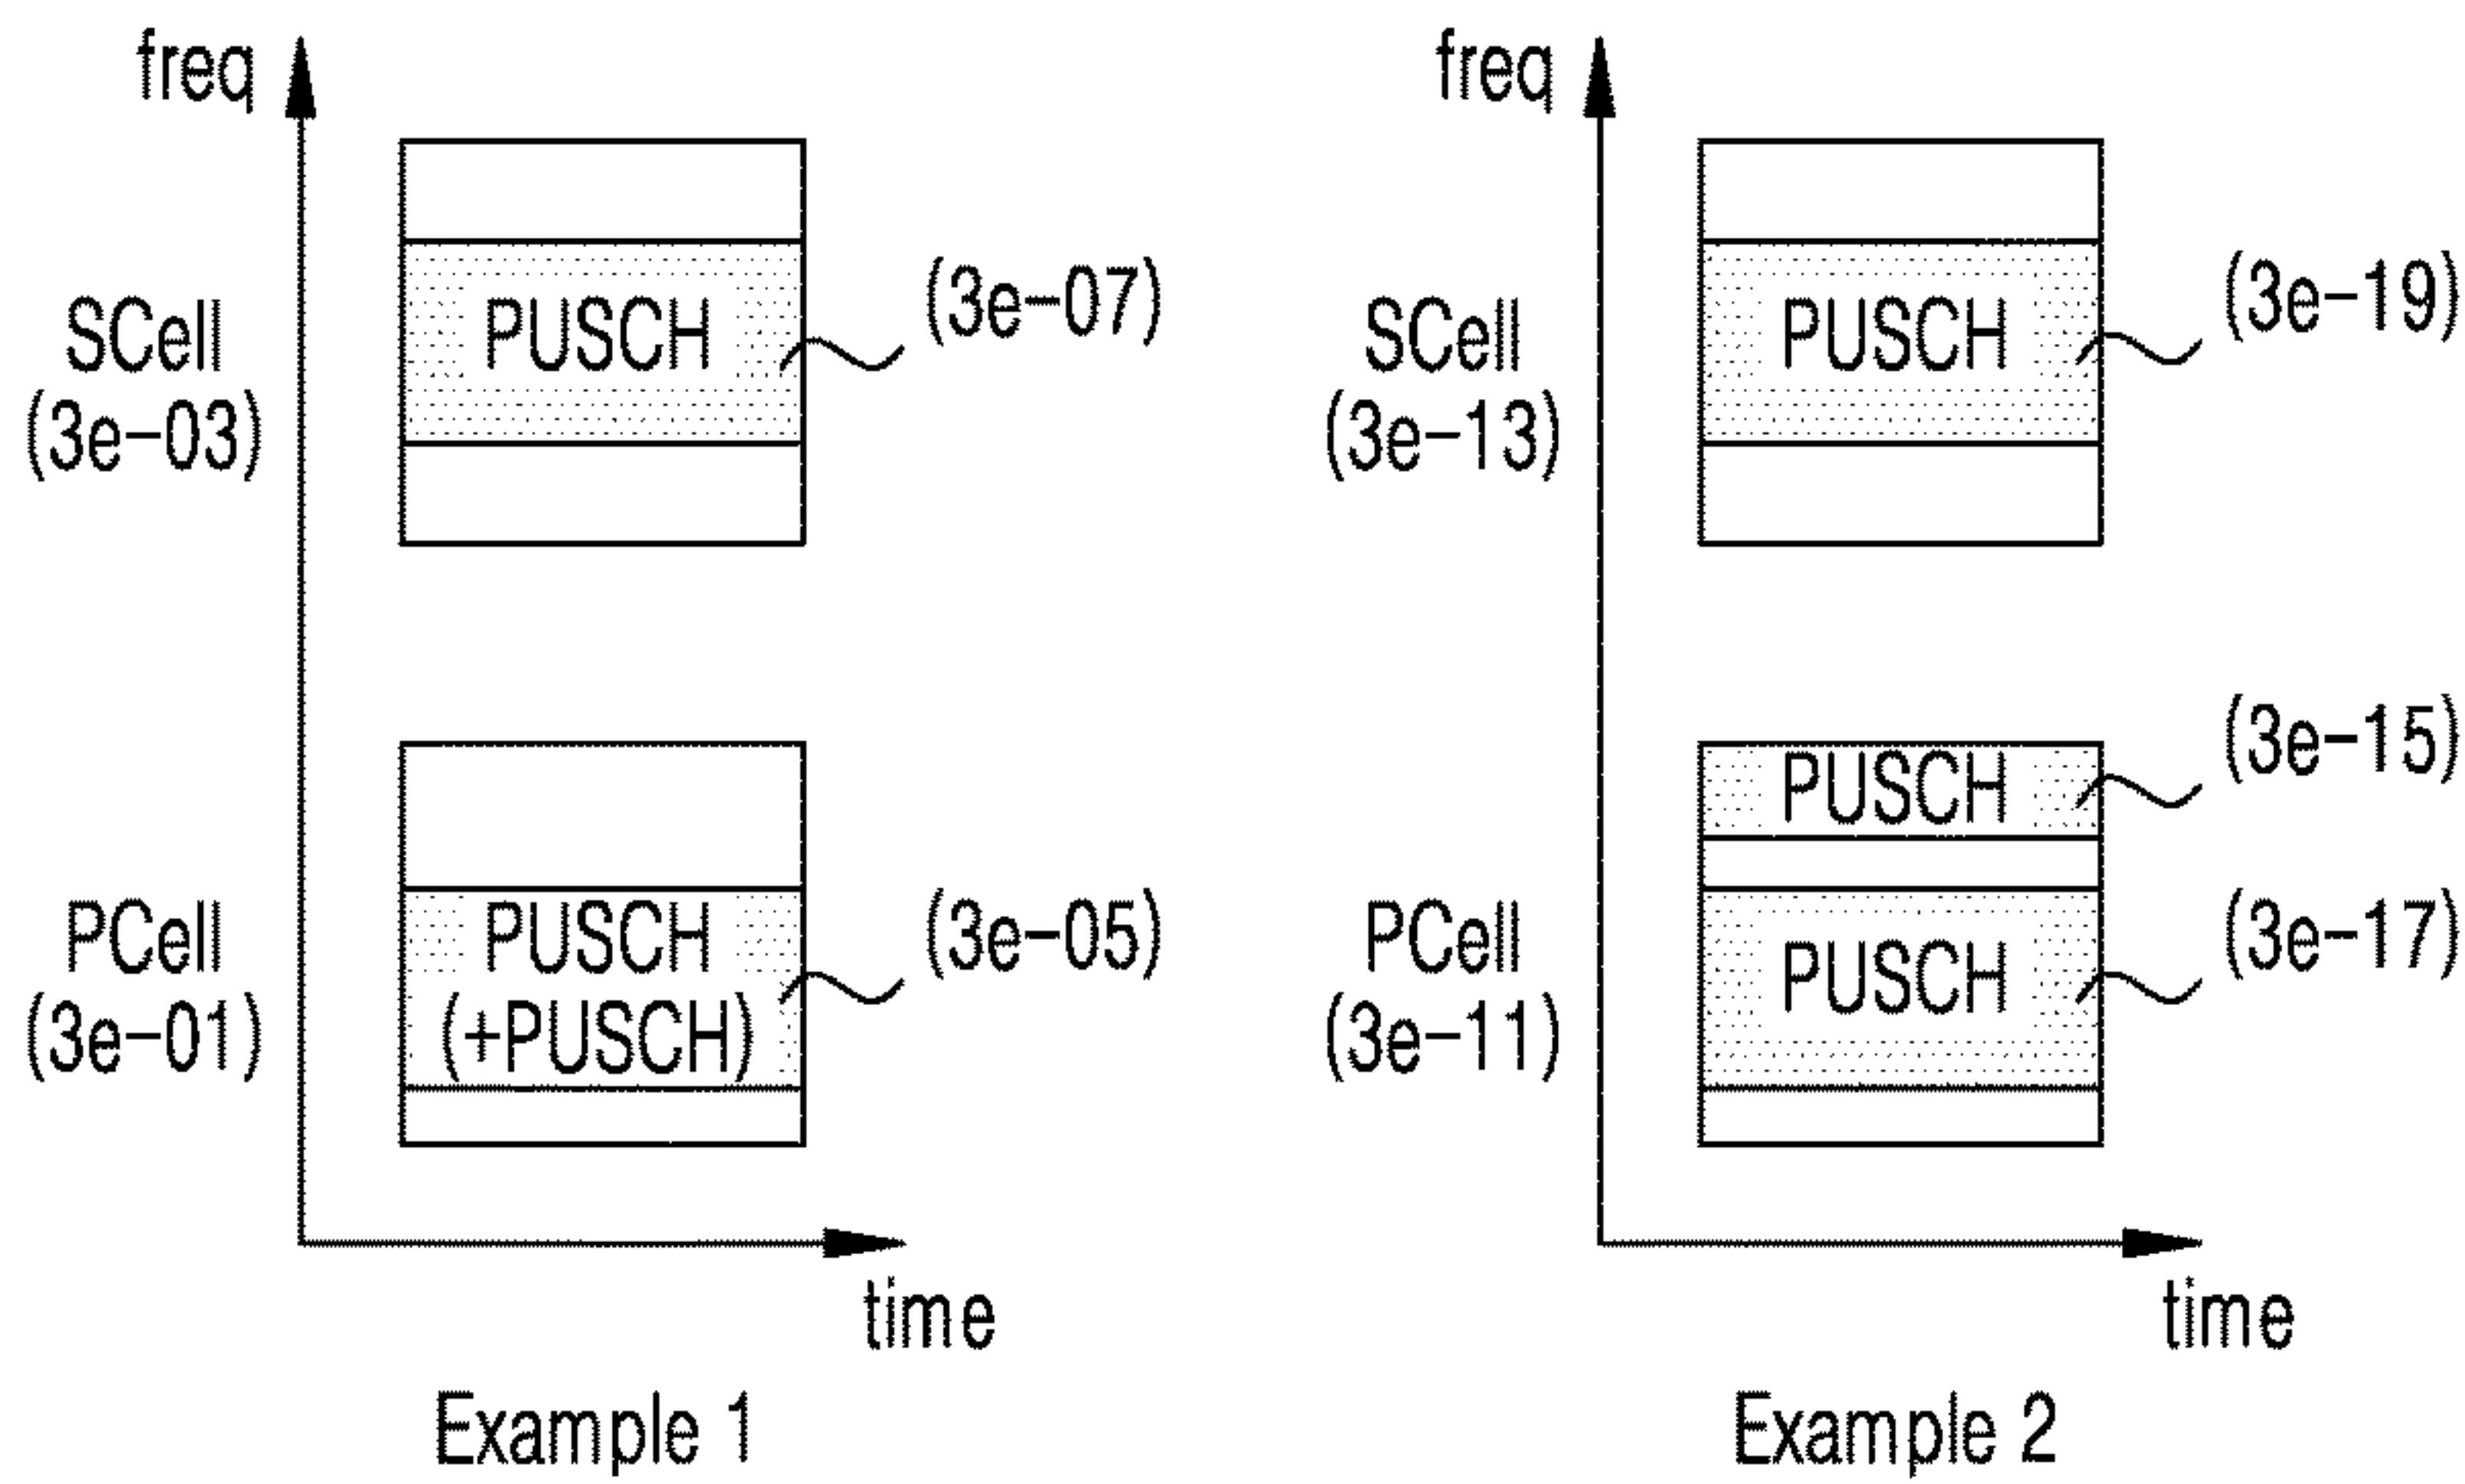 freq
SCell
(3e-03)
PUSCH
(3e-07)
PCell
(3e-01)
PUSCH
(+PUSCH)
(3e-05)
time
Example 1
freq
SCell
(3e-13)
PUSCH
(3e-19)
PUSCH
(3e-15)
PCell
(3e-11)
PUSCH
(3e-17)
time
Example 2